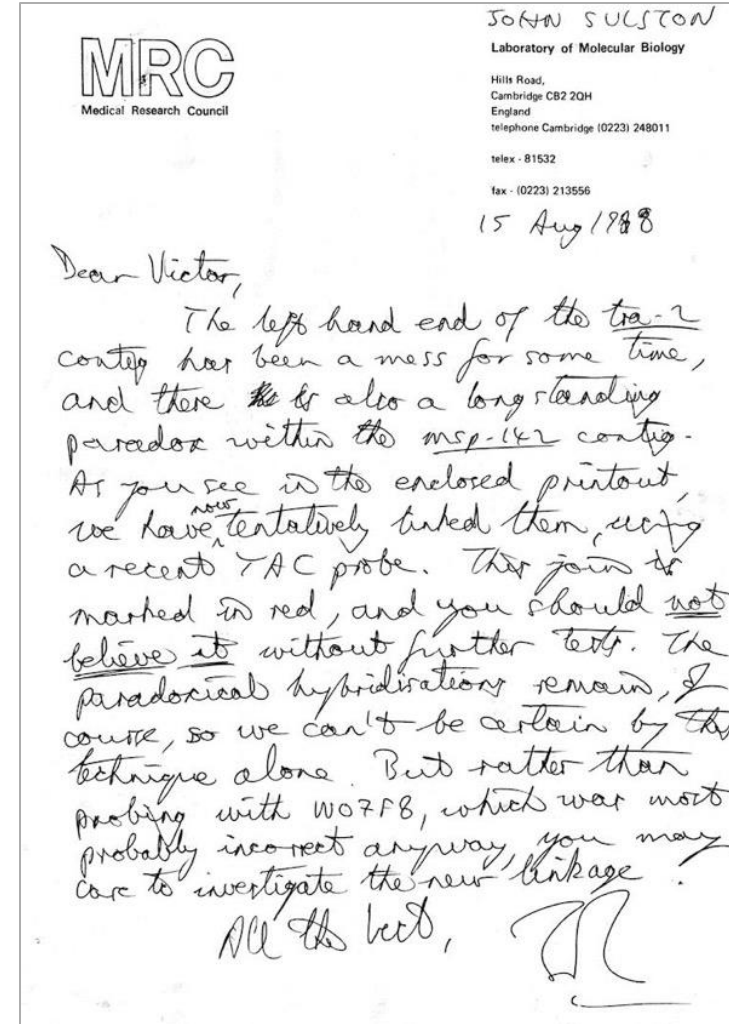 JOHN SULSTON
MRC
Medical Research Council
Laboratory of Molecular Biology
Hills Road,
Cambridge CB2 2QH
England
telephone Cambridge (0223) 248011
telex - 81532
fax - (0223) 213556
15 Aug 1988
Dear Victor,
The left hand end of the tra-2
contig has been a mess for some time,
and there is also a longstanding
paradox within the msp-142 contig.
As you see in the enclosed printout,
we have now tentatively linked them, using
a recent YAC probe. This join is
marked in red, and you should not
believe it without further tests. The
paradoxical hybridisations remain, of
course, so we can't be certain by this
technique alone. But rather than
probing with W07F8, which was most
probably incorrect anyway, you may
care to investigate the new linkage.
All the best,